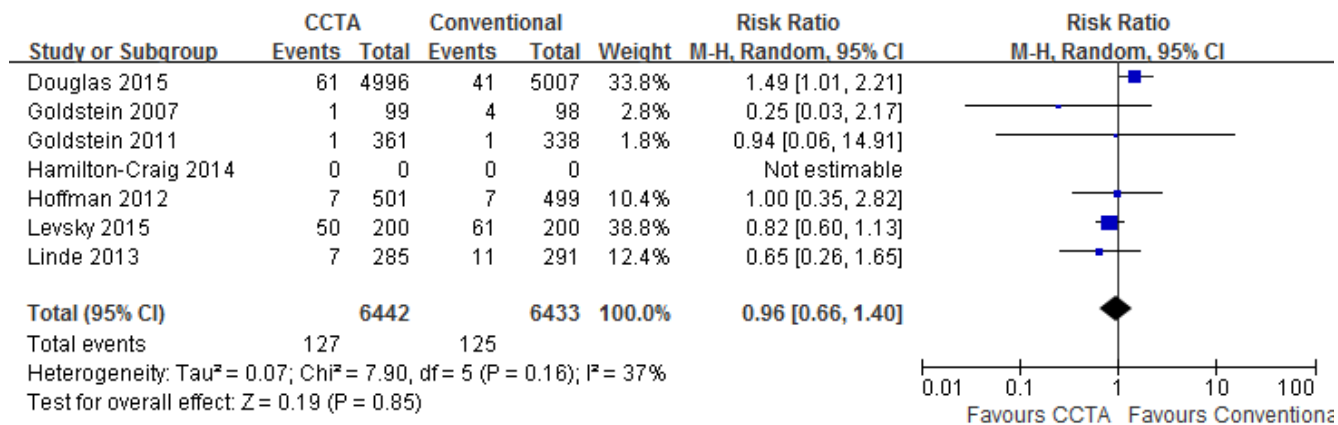 CCTA Conventional Risk Ratio Risk Ratio
Study or Subgroup Events Total Events Total Weight M-H, Random, 95% CI M-H, Random, 95% CI
Douglas 2015 61 4996 41 5007 33.8% 1.49 [1.01, 2.21]
Goldstein 2007 1 99 4 98 2.8% 0.25 [0.03, 2.17]
Goldstein 2011 1 361 1 338 1.8% 0.94 [0.06, 14.91]
Hamilton-Craig 2014 0 0 0 0 Not estimable
Hoffman 2012 7 501 7 499 10.4% 1.00 [0.35, 2.82]
Levsky 2015 50 200 61 200 38.8% 0.82 [0.60, 1.13]
Linde 2013 7 285 11 291 12.4% 0.65 [0.26, 1.65]
Total (95% CI) 6442 6433 100.0% 0.96 [0.66, 1.40]
Total events 127 125
Heterogeneity: Tau² = 0.07; Chi² = 7.90, df = 5 (P = 0.16); I² = 37%
Test for overall effect: Z = 0.19 (P = 0.85)
0.01 0.1 1 10 100
Favours CCTA Favours Conventiona